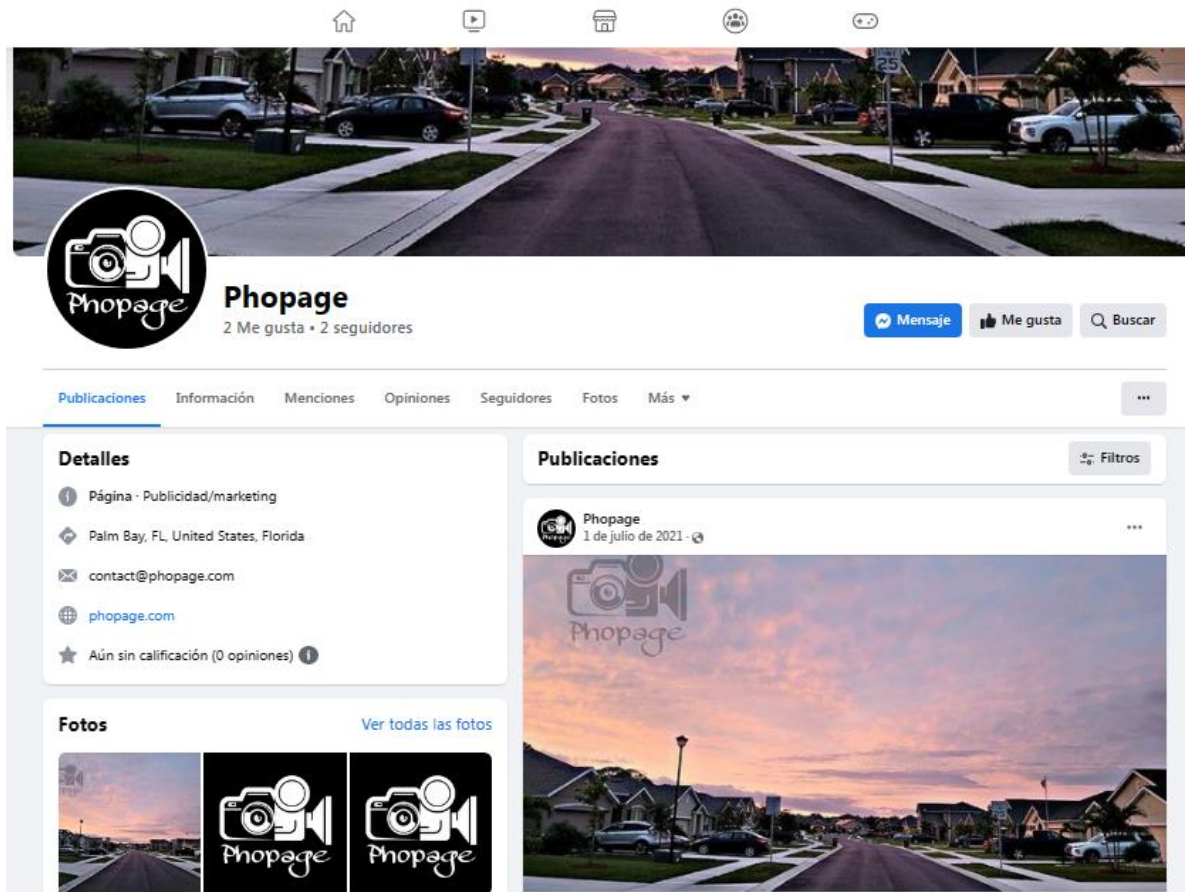 25
Phopage
Phopage
2 Me gusta • 2 seguidores
Mensaje
Me gusta
Buscar
Publicaciones
Información
Menciones
Opiniones
Seguidores
Fotos
Más
Detalles
Página · Publicidad/marketing
Palm Bay, FL, United States, Florida
contact@phopage.com
phopage.com
Aún sin calificación (0 opiniones)
Fotos
Ver todas las fotos
Phopage
Phopage
Publicaciones
Filtros
Phopage
1 de julio de 2021 ·
Phopage